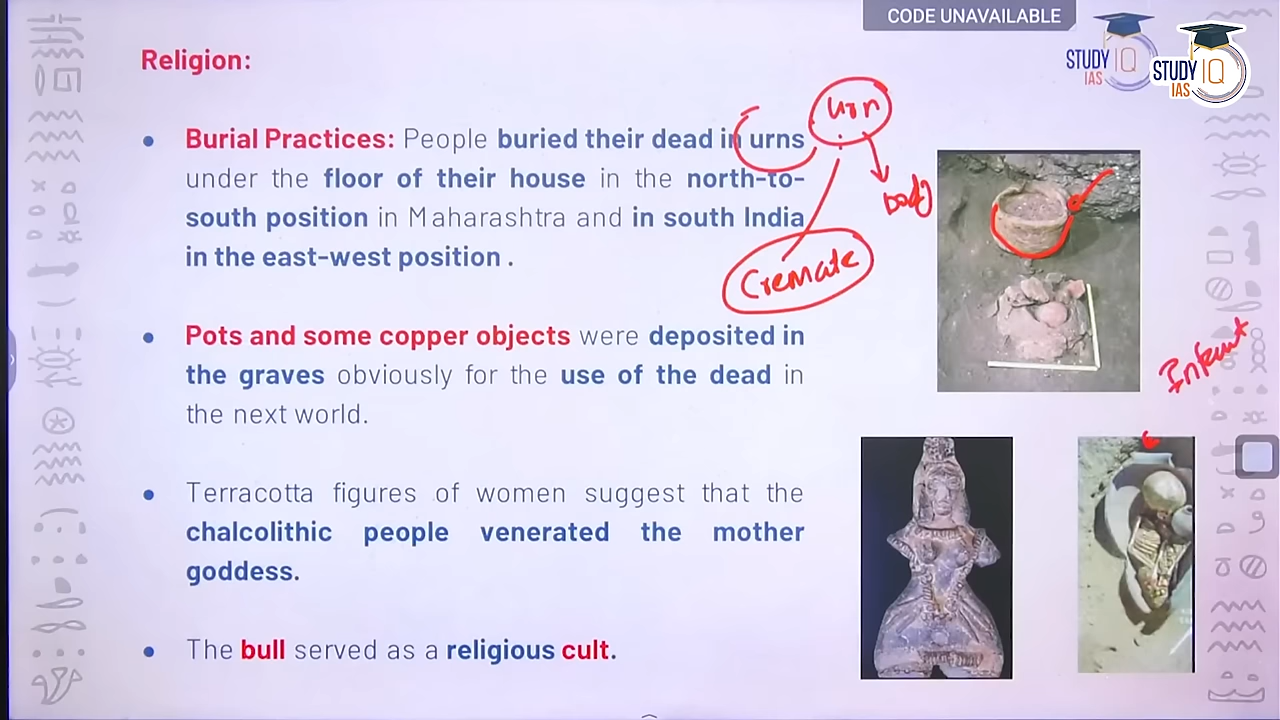 CODE UNAVAILABLE
STUDY IQ
IAS
STUDY IQ
IAS
Religion:
urn
• Burial Practices: People buried their dead in urns
under the floor of their house in the north-to-
south position in Maharashtra and in south India
in the east-west position .
body
Cremate
• Pots and some copper objects were deposited in
the graves obviously for the use of the dead in
the next world.
Infant
• Terracotta figures of women suggest that the
chalcolithic people venerated the mother
goddess.
• The bull served as a religious cult.